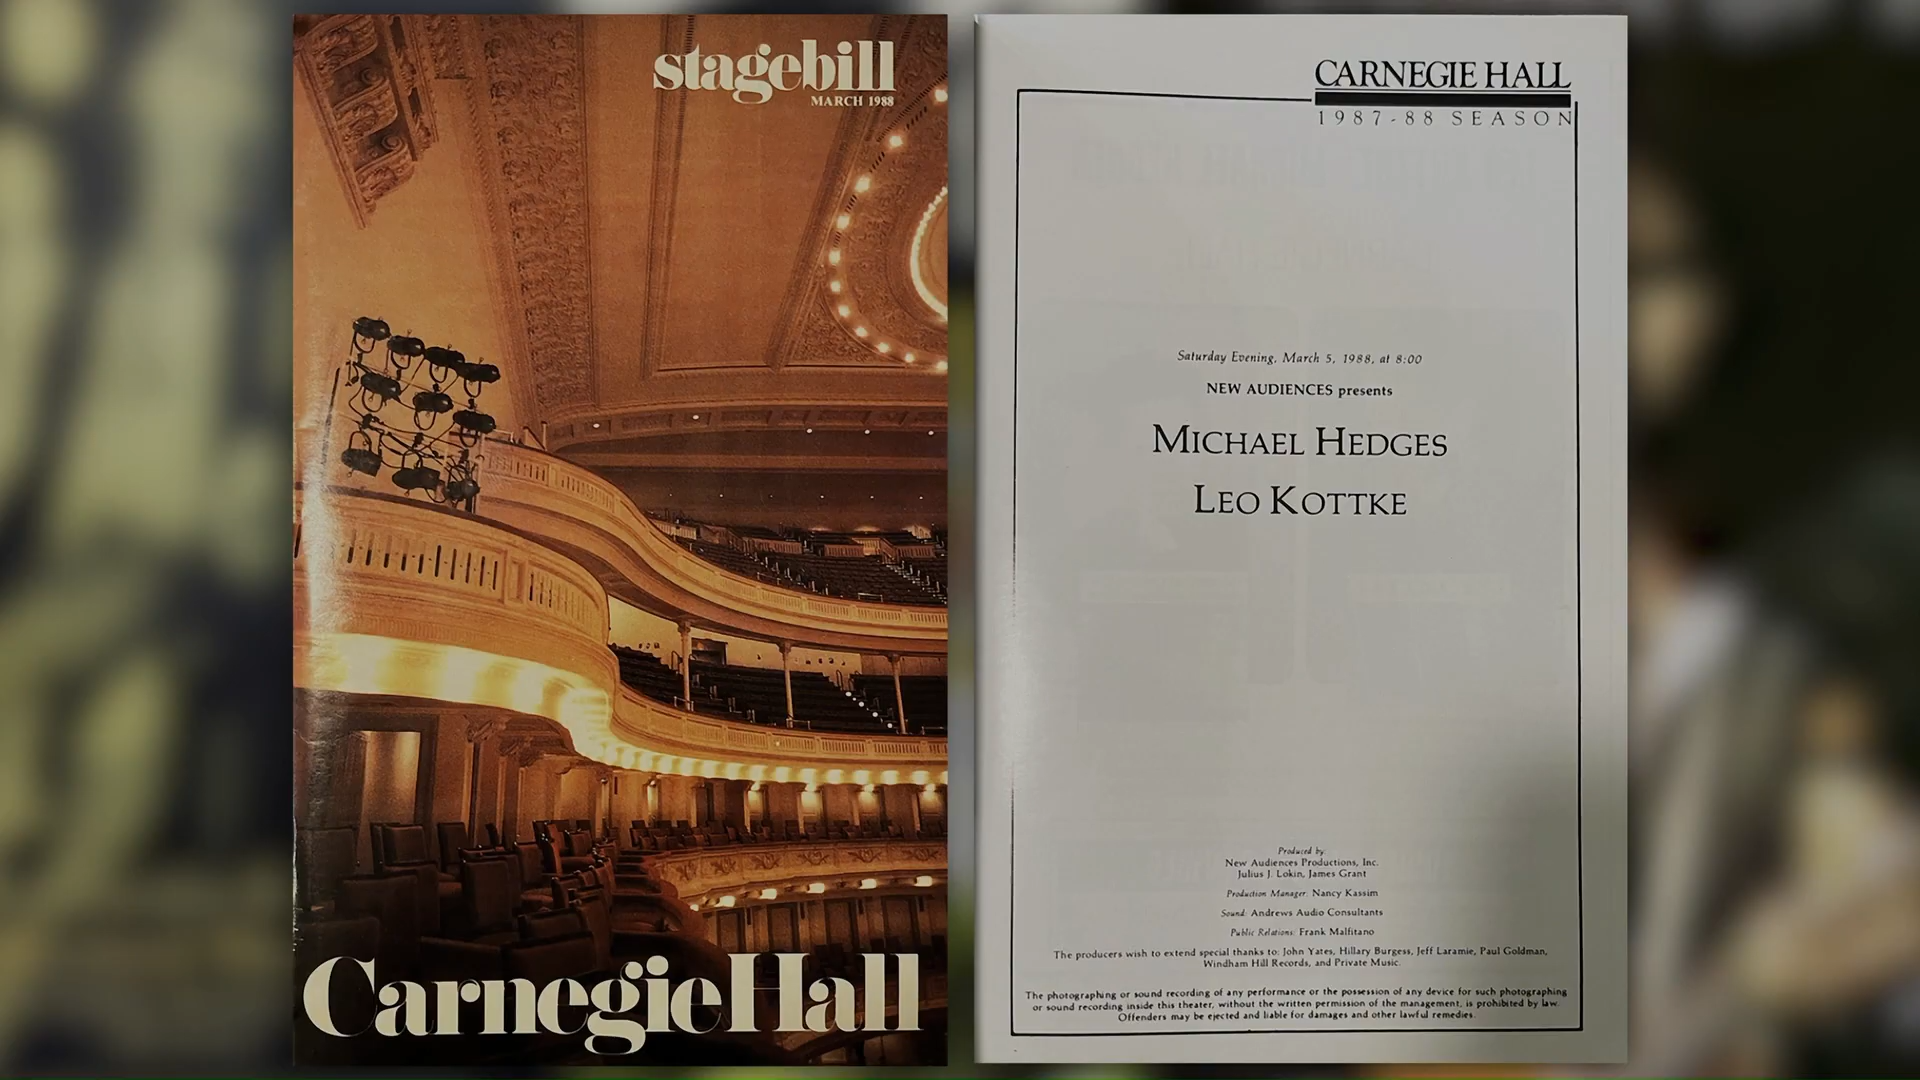 stagebill
MARCH 1988
CarnegieHall
CARNEGIE HALL
1987-88 SEASON
Saturday Evening, March 5, 1988, at 8:00
NEW AUDIENCES presents
MICHAEL HEDGES
LEO KOTTKE
Produced by:
New Audiences Productions, Inc.
Julius J. Lokin, James Grant
Production Manager: Nancy Kassim
Sound: Andrews Audio Consultants
Public Relations: Frank Malfitano
The producers wish to extend special thanks to: John Yates, Hillary Burgess, Jeff Laramie, Paul Goldman,
Windham Hill Records, and Private Music.
The photographing or sound recording of any performance or the possession of any device for such photographing
or sound recording inside this theater, without the written permission of the management, is prohibited by law.
Offenders may be ejected and liable for damages and other lawful remedies.